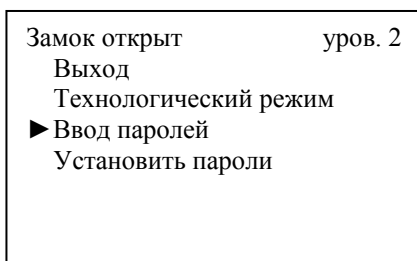 Замок открыт уров. 2
Выход
Технологический режим
►Ввод паролей
Установить пароли